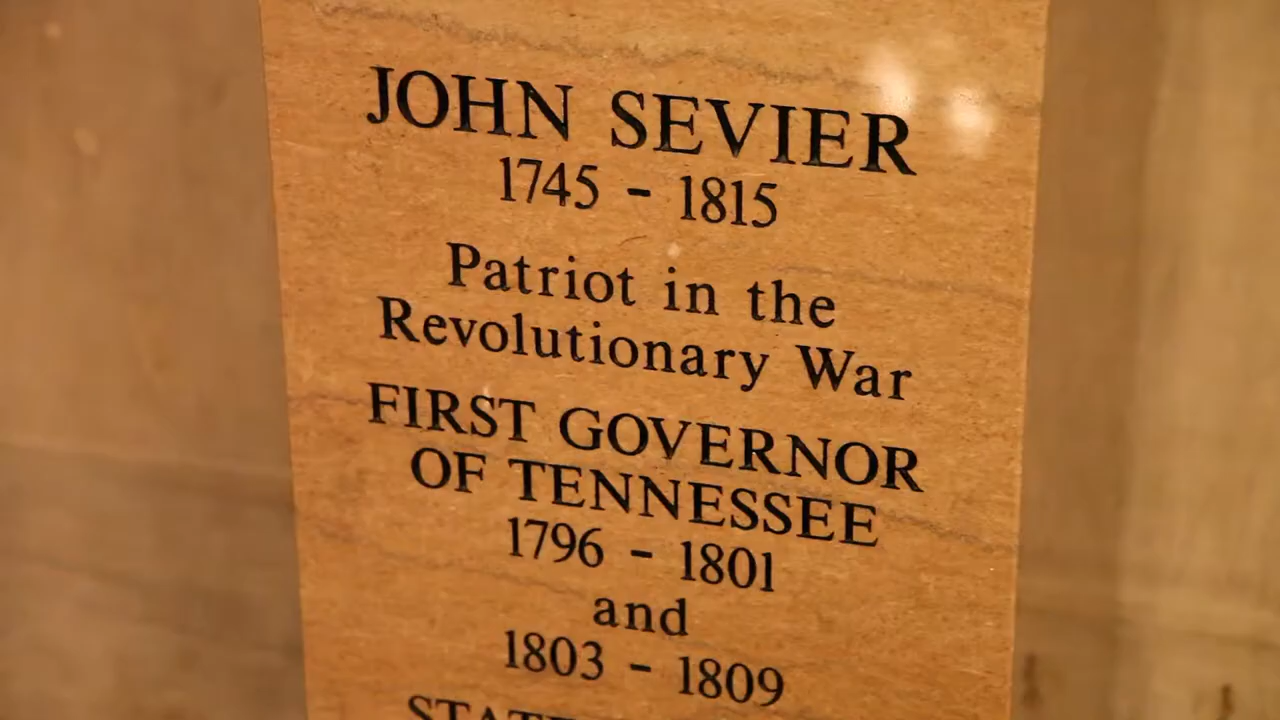 JOHN SEVIER
1745 - 1815
Patriot in the
Revolutionary War
FIRST GOVERNOR
OF TENNESSEE
1796 - 1801
and
1803 - 1809